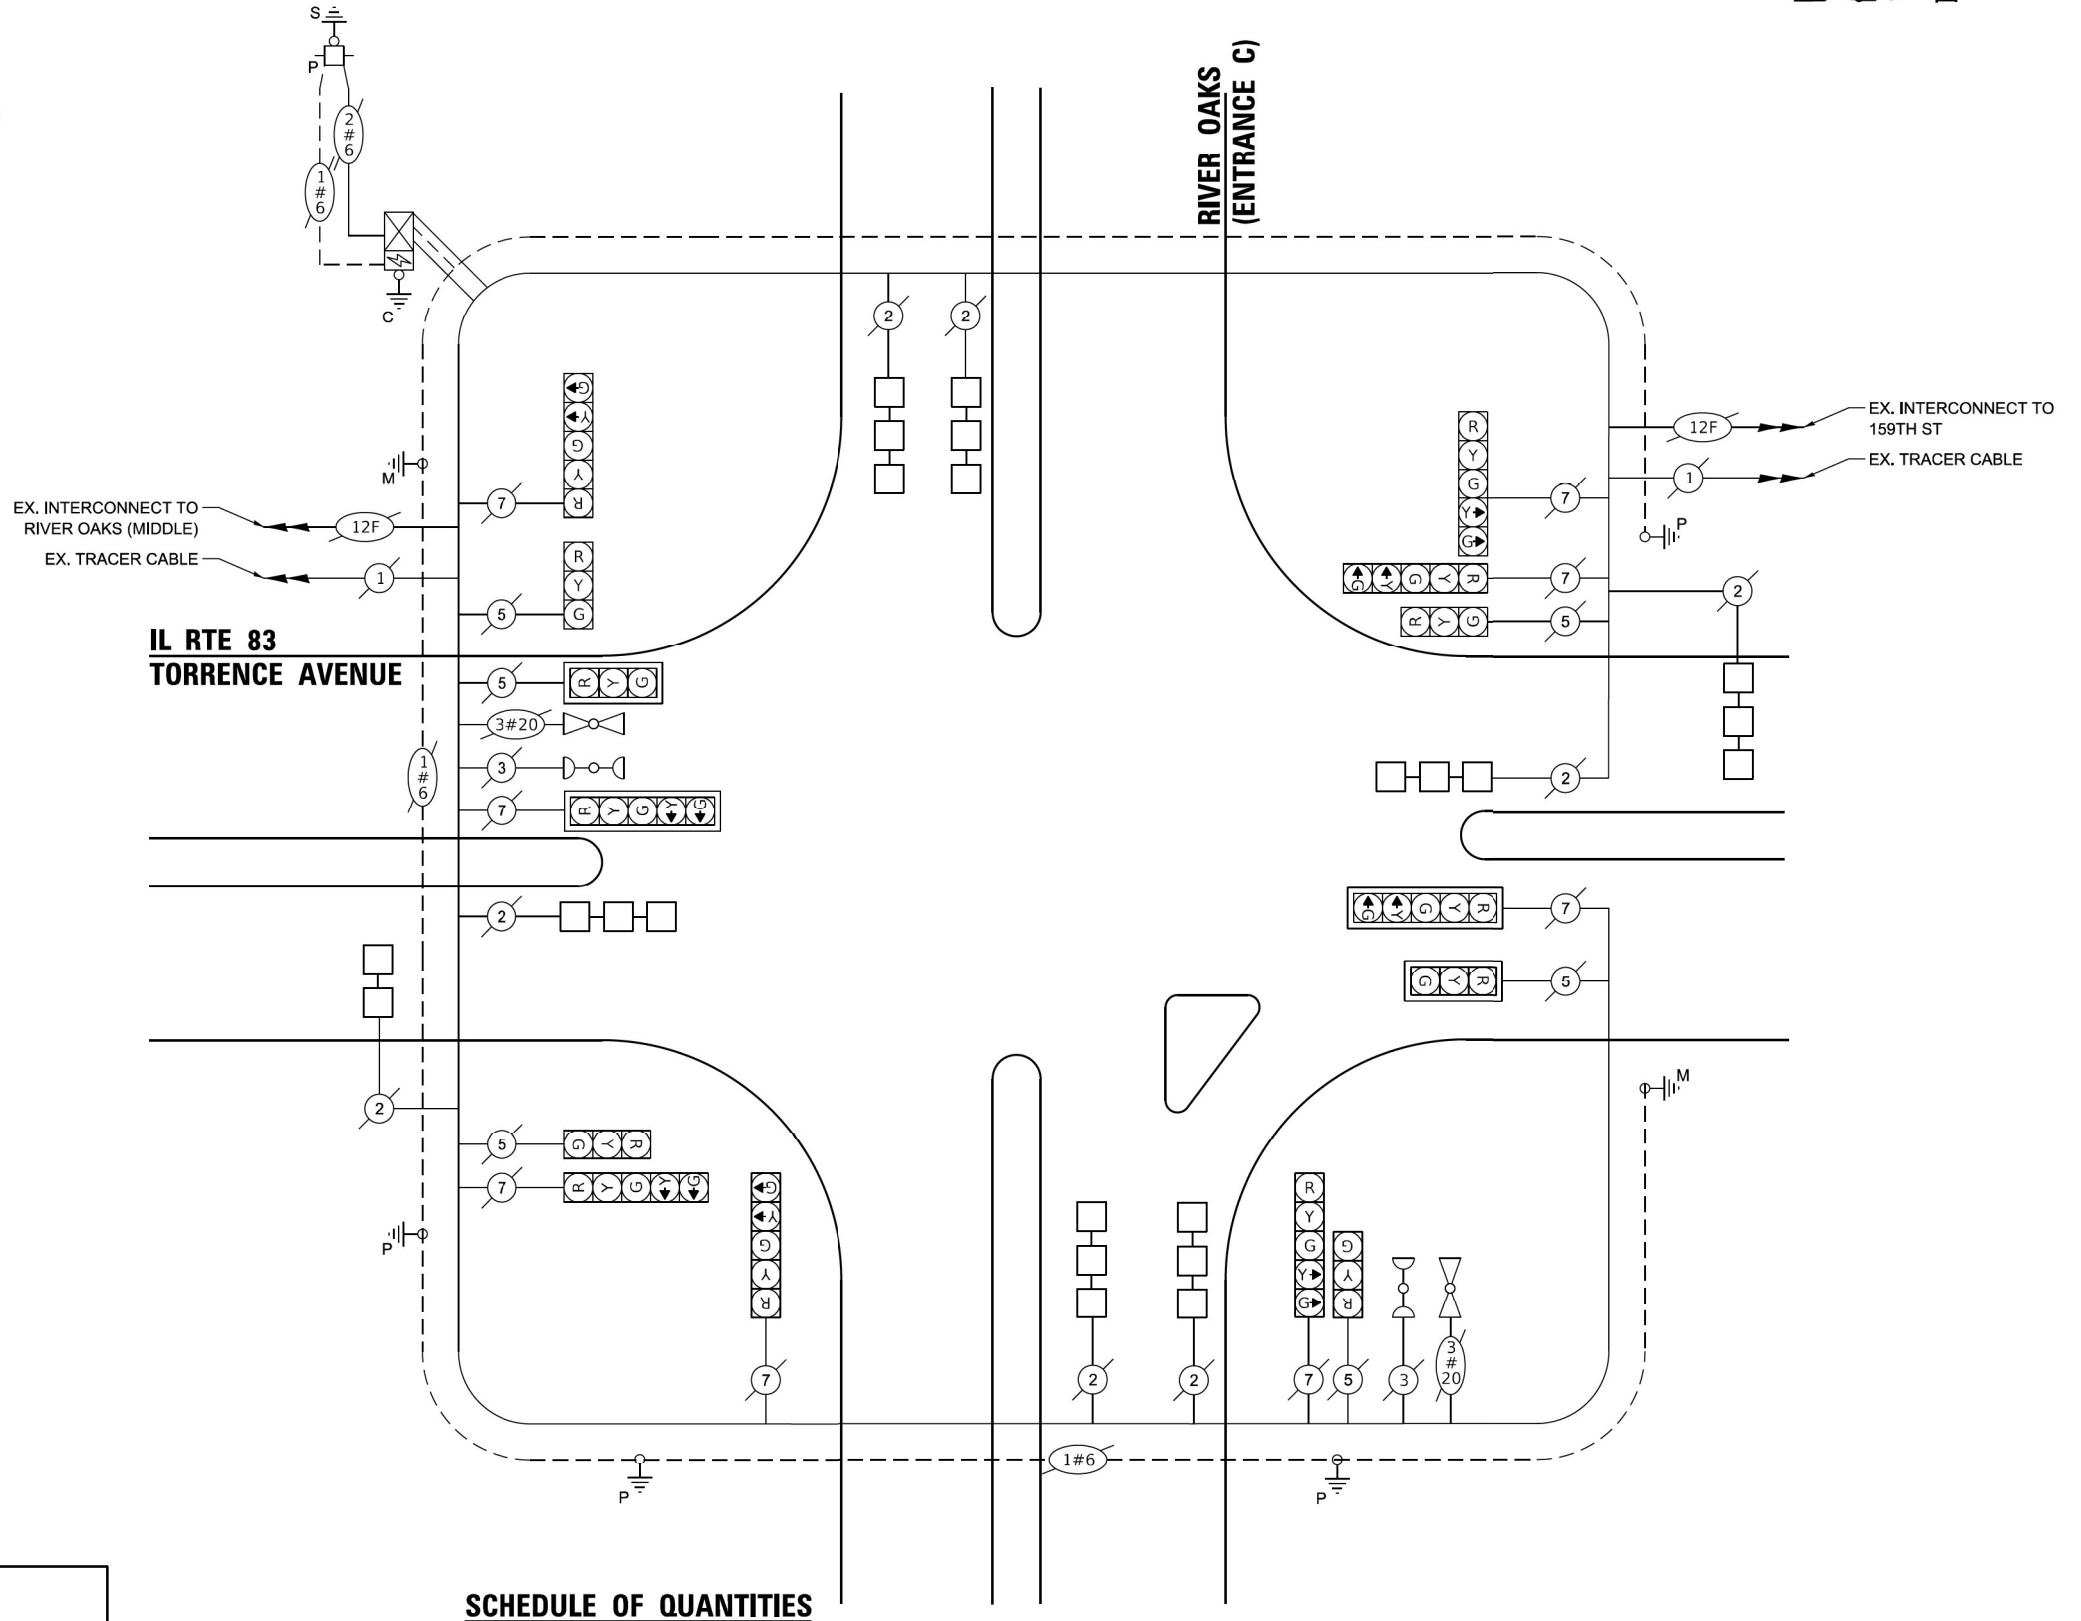 S
P
2
#
6
1
#
6
C
RIVER OAKS
(ENTRANCE C)
2
2
G
Y
G
Y
R
7
M
EX. INTERCONNECT TO
RIVER OAKS (MIDDLE)
12F
EX. TRACER CABLE
1
R
Y
G
5
R
Y
G
Y
G
7
12F
EX. INTERCONNECT TO
159TH ST
1
EX. TRACER CABLE
P
G Y G Y R 7
2
R Y G 5
IL RTE 83
TORRENCE AVENUE
5 R Y G
3#20
3
1
#
6
7 R Y G Y G
2
2
G Y G Y R 7
G Y R 5
2
M
2
5 G Y R
7 R Y G Y G
P
G
Y
G
Y
R
7
2
2
R
Y
G
Y
G
7
G
Y
R
5
3
3
#
20
1#6
P
P
SCHEDULE OF QUANTITIES